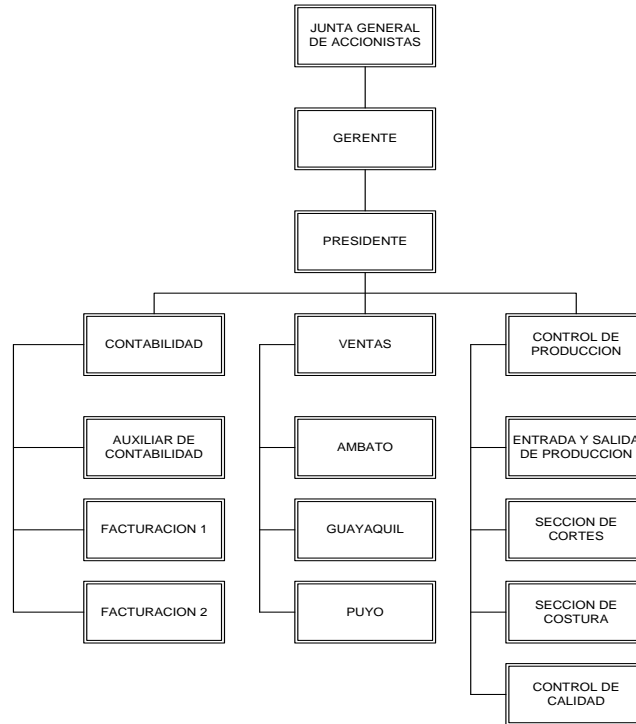 JUNTA GENERAL
DE ACCIONISTAS
GERENTE
PRESIDENTE
CONTABILIDAD
VENTAS
CONTROL DE
PRODUCCION
AUXILIAR DE
CONTABILIDAD
AMBATO
ENTRADA Y SALIDA
DE PRODUCCION
FACTURACION 1
GUAYAQUIL
SECCION DE
CORTES
FACTURACION 2
PUYO
SECCION DE
COSTURA
CONTROL DE
CALIDAD